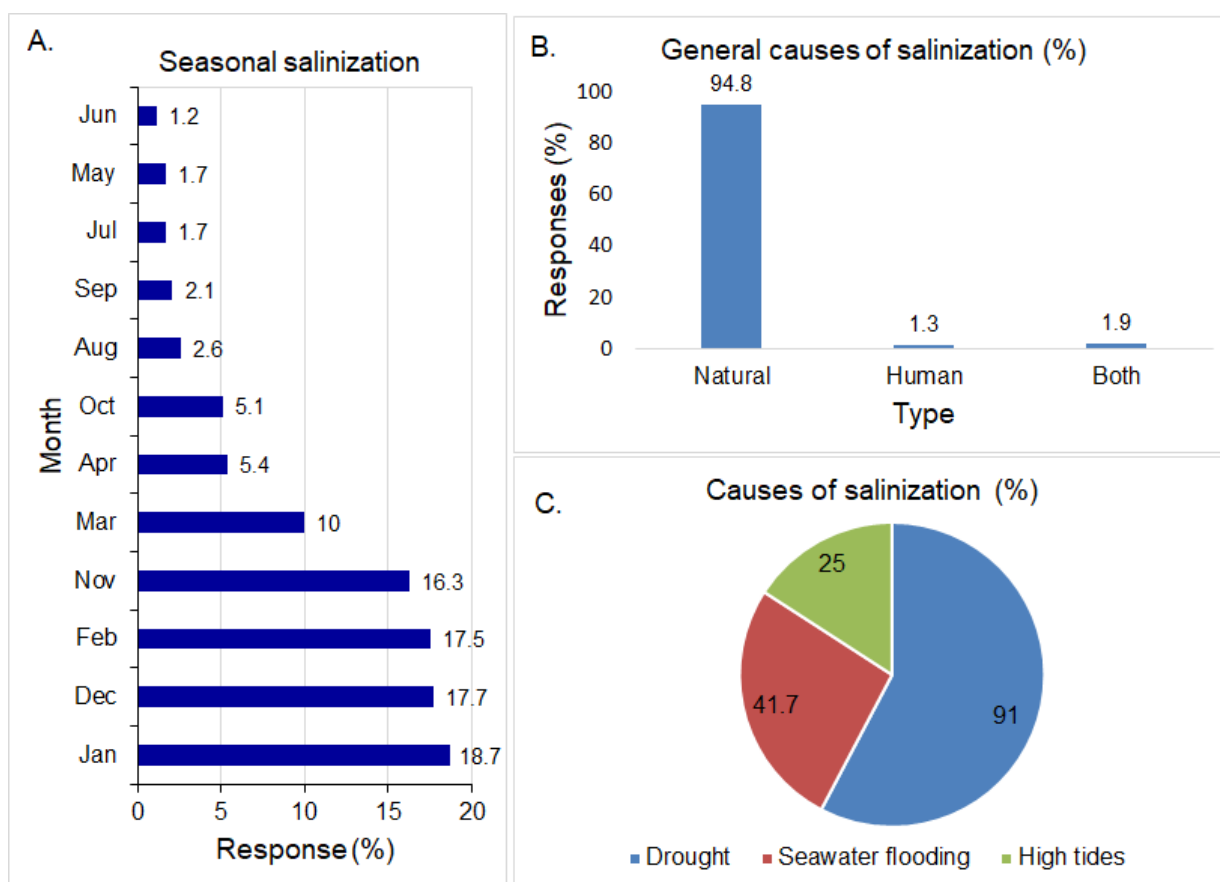 A.
Seasonal salinization
Jun 1.2
May 1.7
Jul 1.7
Sep 2.1
Aug 2.6
Oct 5.1
Apr 5.4
Mar 10
Nov 16.3
Feb 17.5
Dec 17.7
Jan 18.7
Month
0 5 10 15 20
Response (%)
B.
General causes of salinization (%)
Responses (%)
100
80
60
40
20
0
94.8 1.3 1.9
Natural Human Both
Type
C.
Causes of salinization (%)
25
41.7
91
Drought Seawater flooding High tides